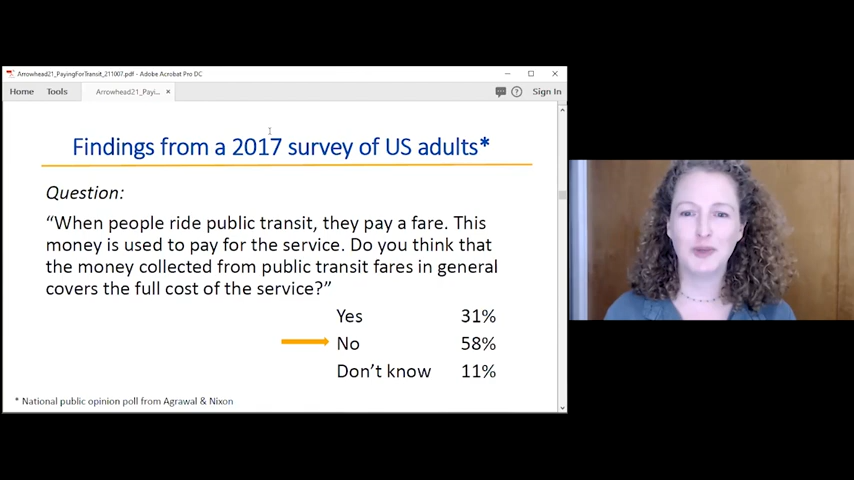 Arrowhead21_PayingForTransit_211007.pdf - Adobe Acrobat Pro DC
Home Tools Arrowhead21_Payi... × ? Sign In
Findings from a 2017 survey of US adults*
Question:
“When people ride public transit, they pay a fare. This
money is used to pay for the service. Do you think that
the money collected from public transit fares in general
covers the full cost of the service?”
Yes 31%
No 58%
Don’t know 11%
* National public opinion poll from Agrawal & Nixon